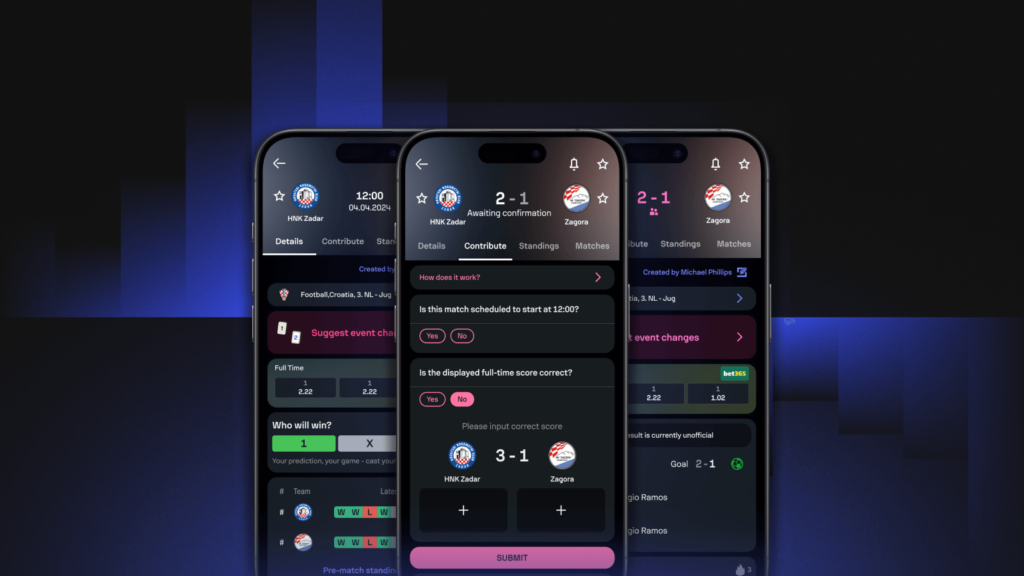 12:00
04.04.2024
HNK Zadar
Details
Contribute
Stan
Created by
Football,Croatia, 3. NL - Jug
1
2
Suggest event cha
Full Time
1
2.22
1
2.22
Who will win?
1
X
Your prediction, your game - cast your
# Team
Late
#
W W L W
#
W W L W
Pre-match standin
2 - 1
Awaiting confirmation
HNK Zadar
Zagora
Details
Contribute
Standings
Matches
How does it work?
Is this match scheduled to start at 12:00?
Yes
No
Is the displayed full-time score correct?
Yes
No
Please input correct score
3 - 1
HNK Zadar
Zagora
+
+
SUBMIT
2 - 1
Zagora
ibute
Standings
Matches
Created by Michael Phillips
tia, 3. NL - Jug
t event changes
bet365
1
2.22
1
1.02
esult is currently unofficial
Goal 2 - 1
gio Ramos
gio Ramos
3